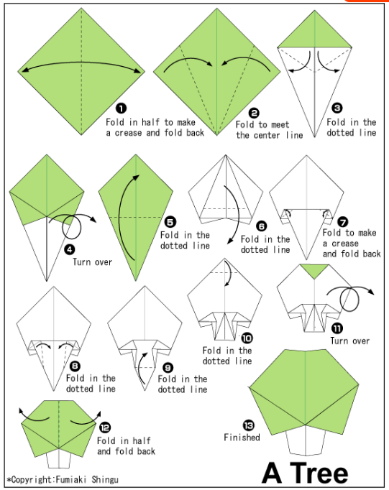 1
Fold in half to make
a crease and fold back
2
Fold to meet
the center line
3
Fold in the
dotted line
4
Turn over
5
Fold in the
dotted line
6
Fold in the
dotted line
7
Fold to make
a crease
and fold back
8
Fold in the
dotted line
9
Fold in the
dotted line
10
Fold in the
dotted line
11
Turn over
12
Fold in half
and fold back
13
Finished
A Tree
*Copyright:Fumiaki Shingu